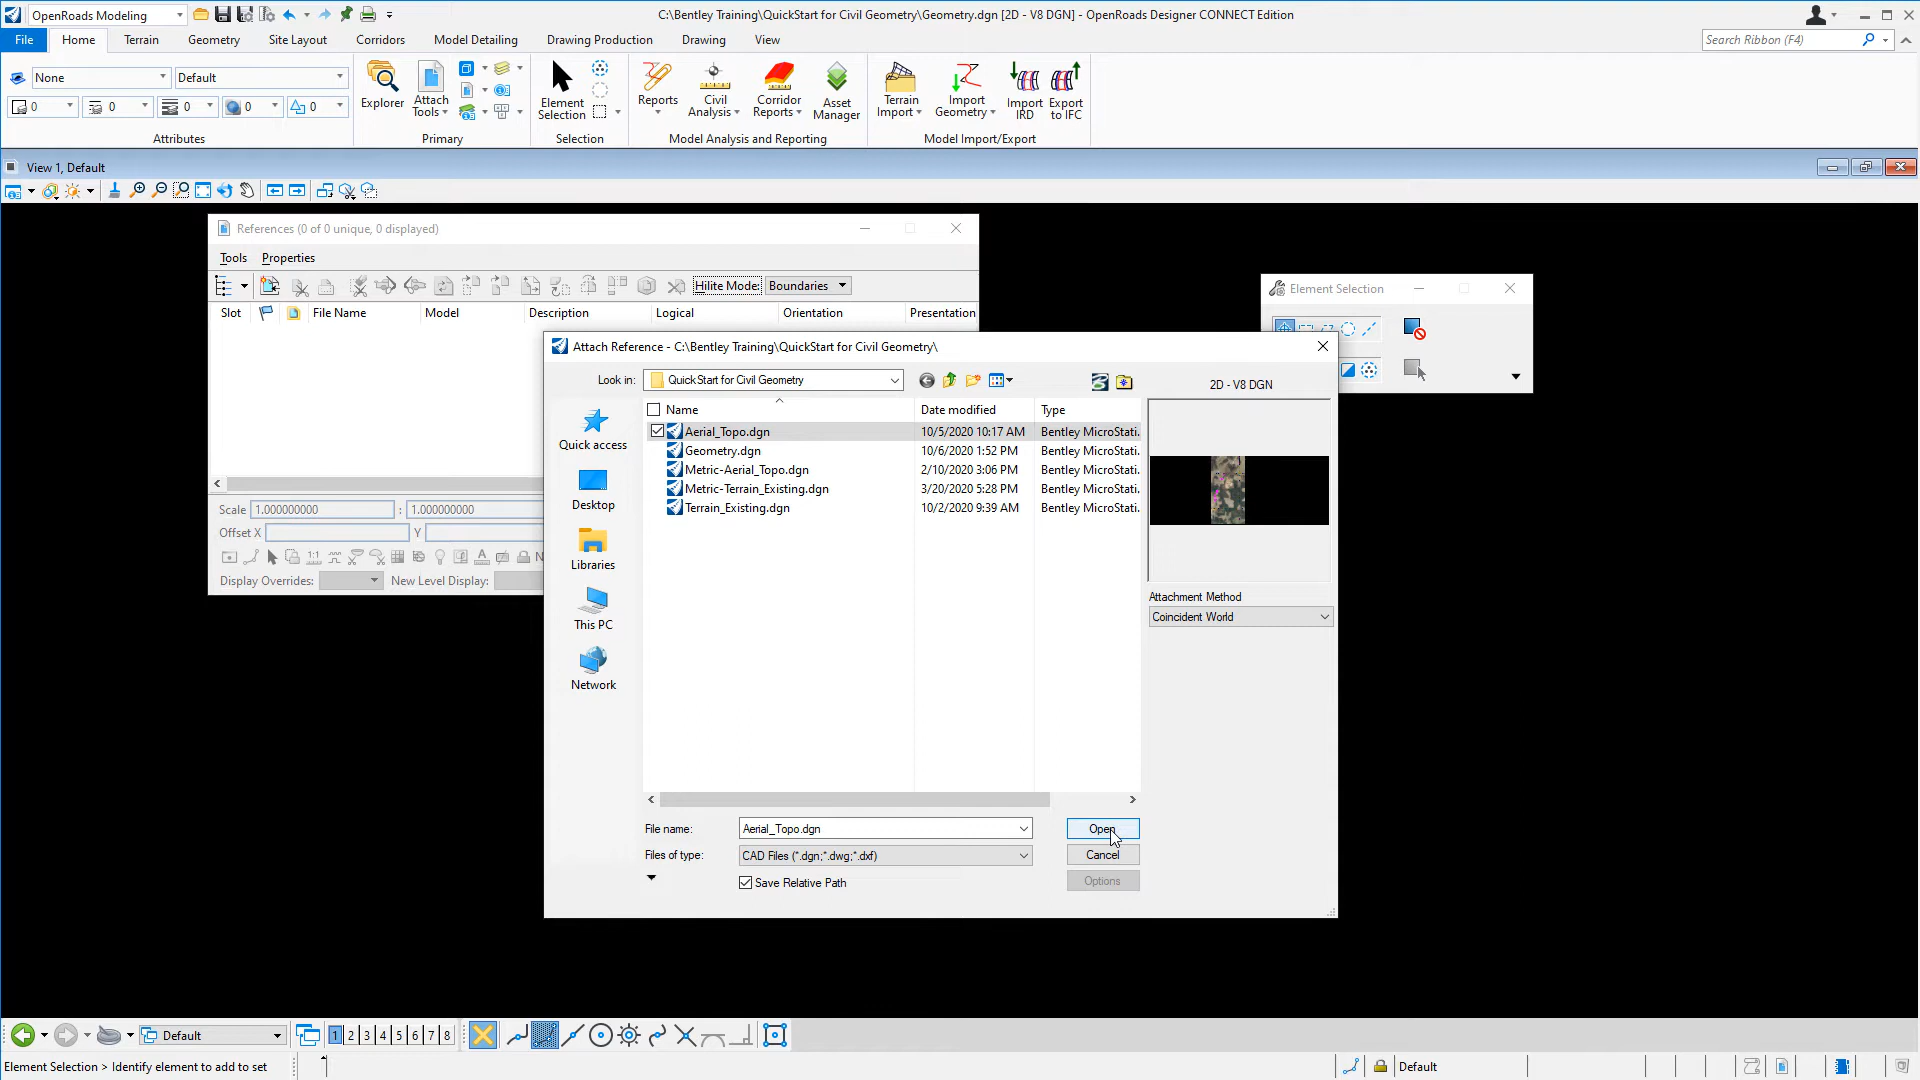 OpenRoads Modeling
C:\Bentley Training\QuickStart for Civil Geometry\Geometry.dgn [2D - V8 DGN] - OpenRoads Designer CONNECT Edition
File Home Terrain Geometry Site Layout Corridors Model Detailing Drawing Production Drawing View
Search Ribbon (F4)
None Default
0 0 0 0 0
Attributes
Explorer
Attach Tools
Primary
Element Selection
Selection
Reports
Civil Analysis
Corridor Reports
Asset Manager
Model Analysis and Reporting
Terrain Import
Import Geometry
Import IRD
Export to IFC
Model Import/Export
View 1, Default
References (0 of 0 unique, 0 displayed)
Tools Properties
Hilite Mode: Boundaries
Slot File Name Model Description Logical Orientation Presentation
Scale 1.000000000 : 1.000000000
Offset X Y
Display Overrides: New Level Display:
Element Selection
Attach Reference - C:\Bentley Training\QuickStart for Civil Geometry\
Look in: QuickStart for Civil Geometry
2D - V8 DGN
Quick access
Desktop
Libraries
This PC
Network
Name Date modified Type
Aerial_Topo.dgn 10/5/2020 10:17 AM Bentley MicroStati.
Geometry.dgn 10/6/2020 1:52 PM Bentley MicroStati.
Metric-Aerial_Topo.dgn 2/10/2020 3:06 PM Bentley MicroStati.
Metric-Terrain_Existing.dgn 3/20/2020 5:28 PM Bentley MicroStati.
Terrain_Existing.dgn 10/2/2020 9:39 AM Bentley MicroStati.
Attachment Method
Coincident World
File name: Aerial_Topo.dgn
Open
Files of type: CAD Files (*.dgn;*.dwg;*.dxf)
Cancel
Save Relative Path
Options
Default
1 2 3 4 5 6 7 8
Element Selection > Identify element to add to set
Default